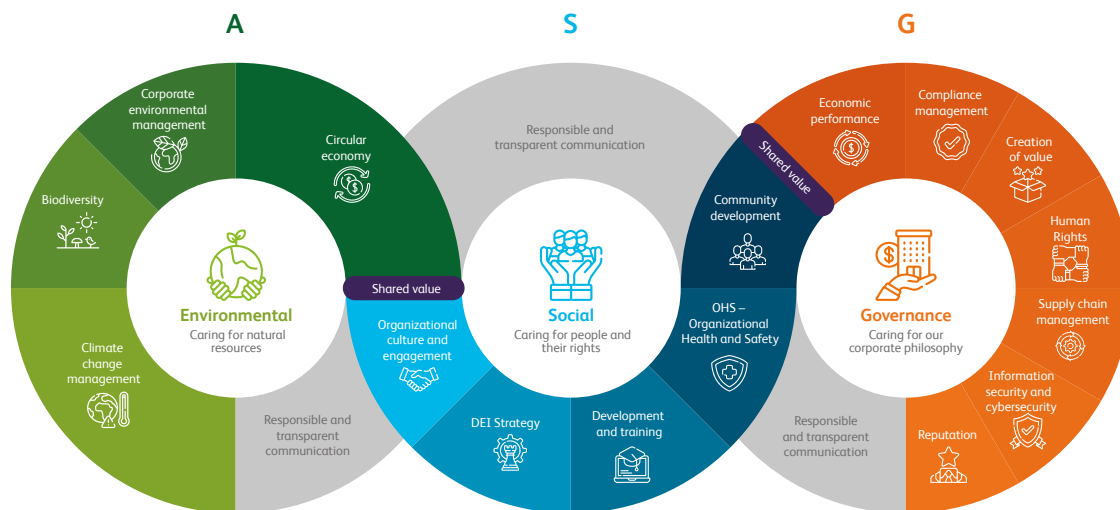 A
S
G
Corporate
environmental
management
Circular
economy
Biodiversity
Climate
change
management
Environmental
Caring for natural
resources
Responsible and
transparent
communication
Shared value
Responsible and
transparent communication
Social
Caring for people and
their rights
Organizational
culture and
engagement
DEI Strategy
Development
and training
OHS –
Organizational
Health and Safety
Community
development
Shared value
Economic
performance
Compliance
management
Creation
of value
Human
Rights
Supply chain
management
Information
security and
cybersecurity
Reputation
Responsible
and transparent
communication
Governance
Caring for our
corporate philosophy